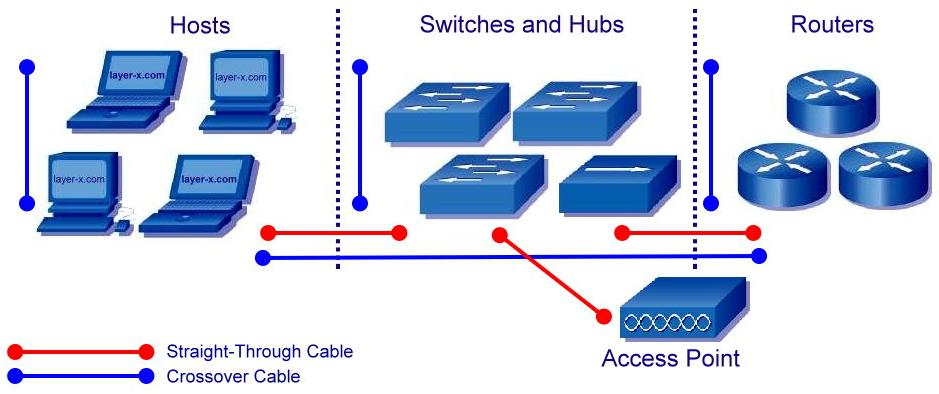 Hosts
Switches and Hubs
Routers
layer-x.com
layer-x.com
layer-x.com
layer-x.com
Access Point
Straight-Through Cable
Crossover Cable